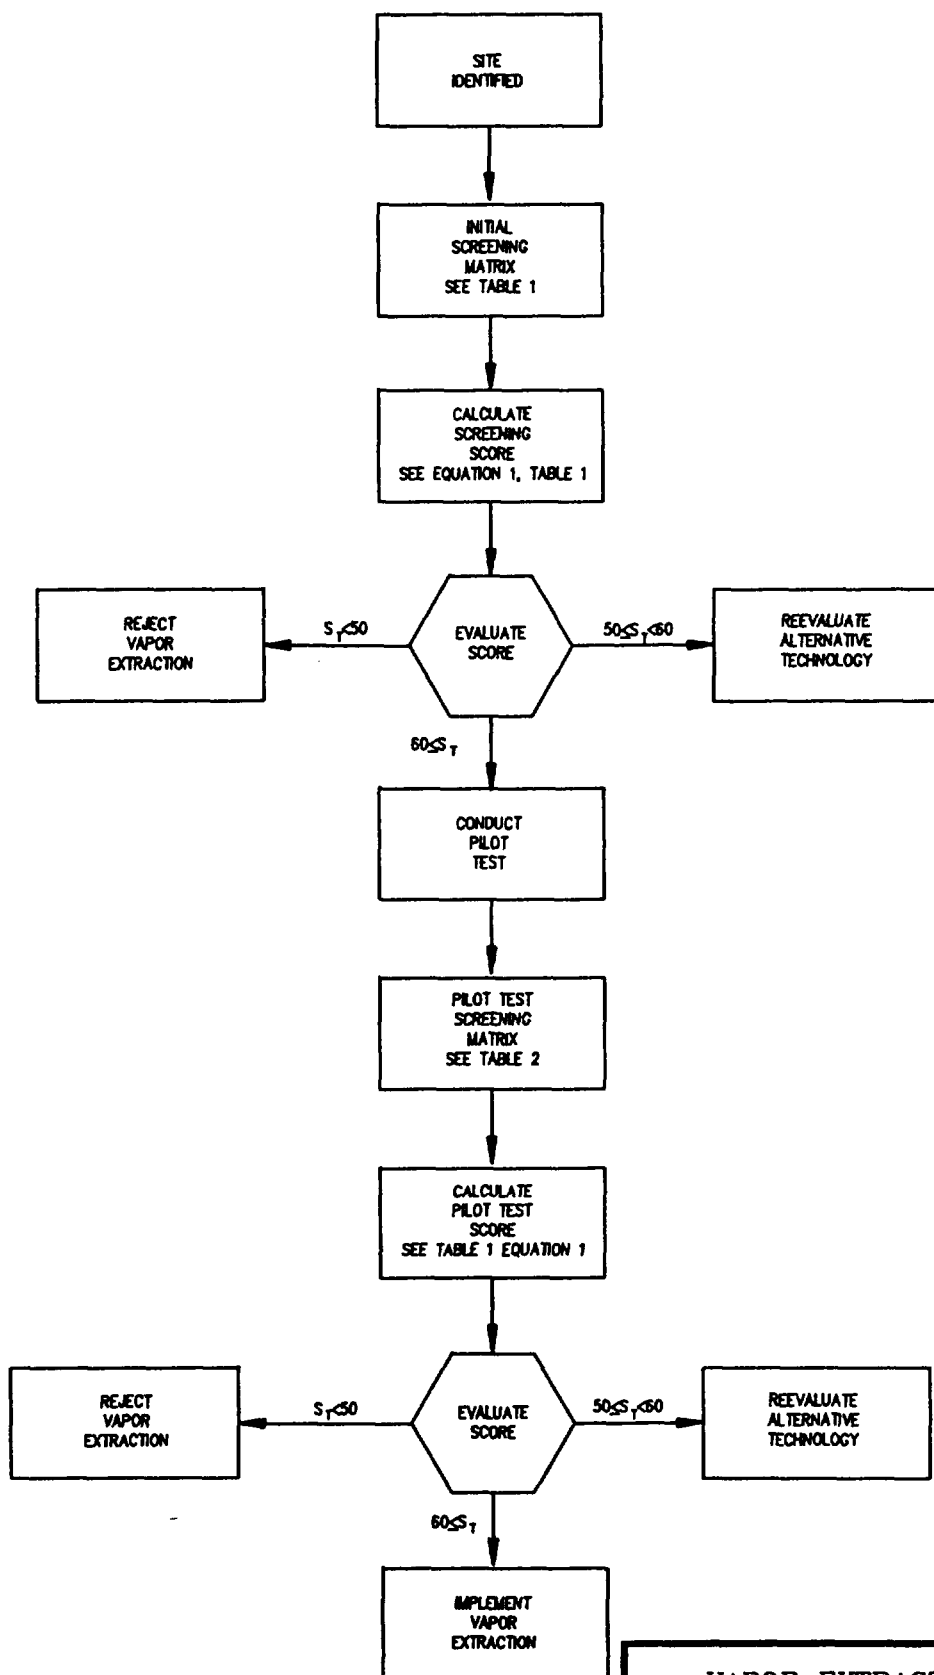 SITE
IDENTIFIED
INITIAL
SCREENING
MATRIX
SEE TABLE 1
CALCULATE
SCREENING
SCORE
SEE EQUATION 1, TABLE 1
REJECT
VAPOR
EXTRACTION
S_T<50
EVALUATE
SCORE
50≤S_T<60
REEVALUATE
ALTERNATIVE
TECHNOLOGY
60≤S_T
CONDUCT
PILOT
TEST
PILOT TEST
SCREENING
MATRIX
SEE TABLE 2
CALCULATE
PILOT TEST
SCORE
SEE TABLE 1 EQUATION 1
REJECT
VAPOR
EXTRACTION
S_T<50
EVALUATE
SCORE
50≤S_T<60
REEVALUATE
ALTERNATIVE
TECHNOLOGY
60≤S_T
IMPLEMENT
VAPOR
EXTRACTION